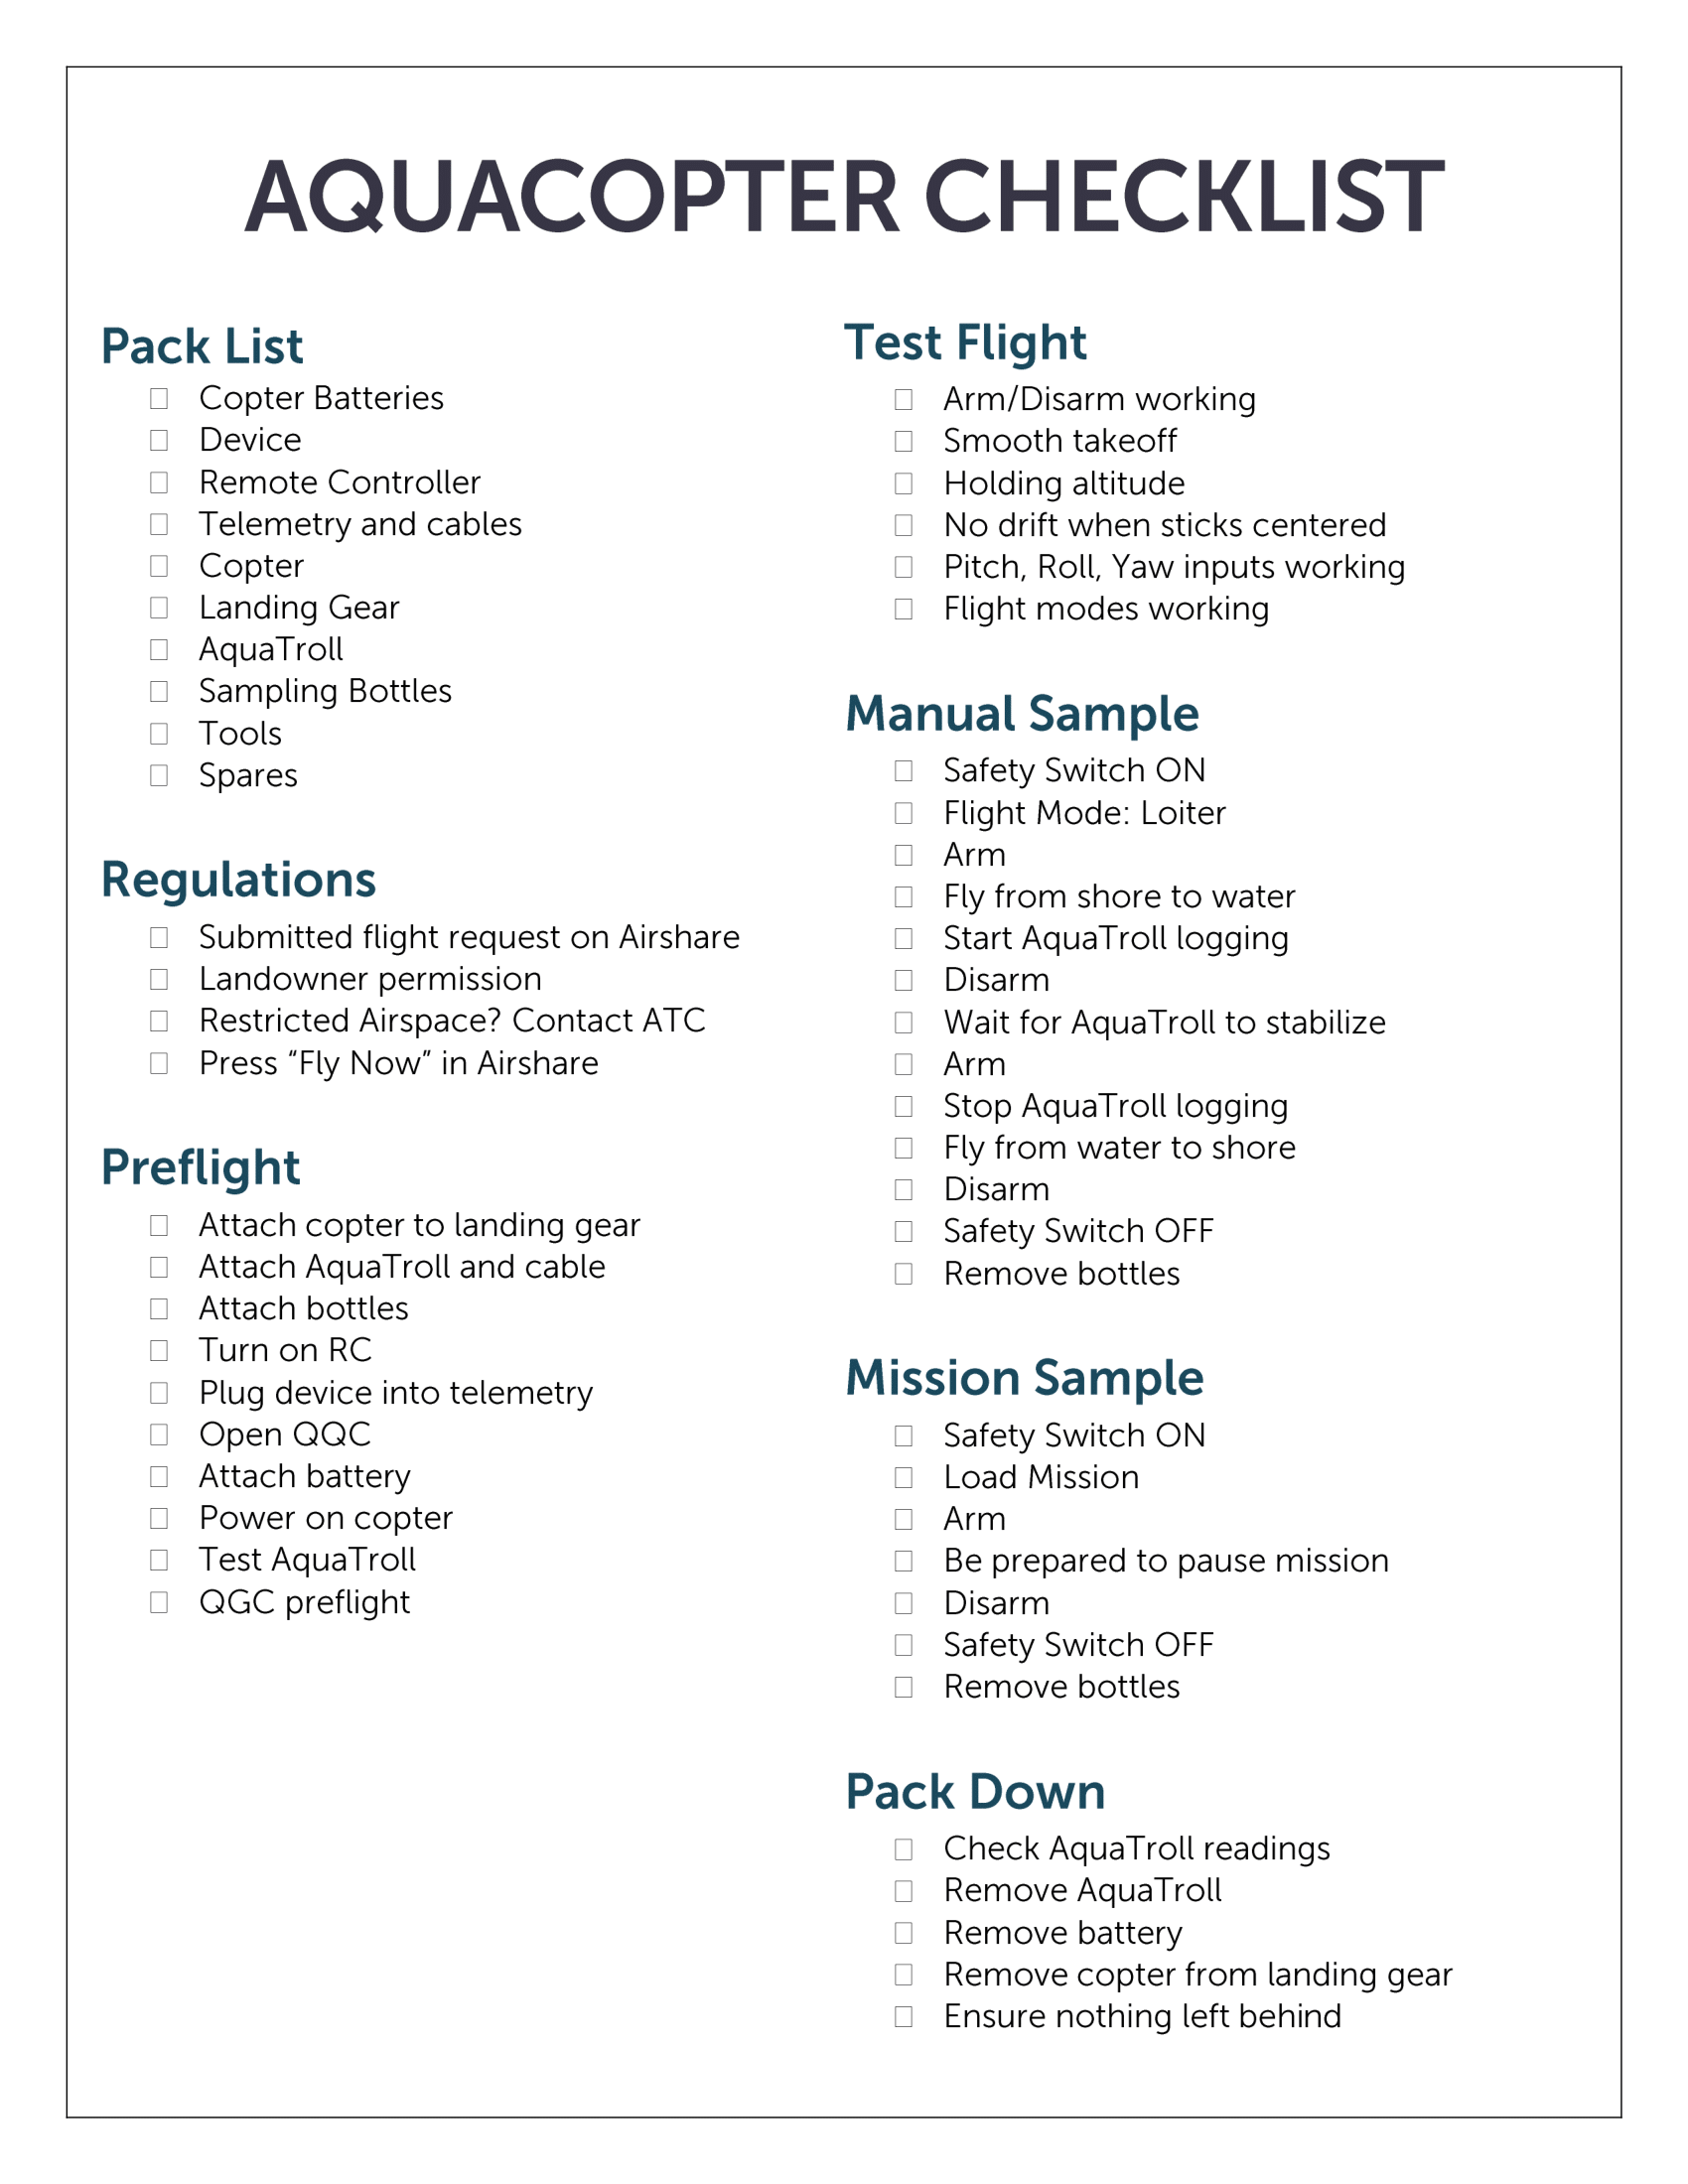 AQUACOPTER CHECKLIST
Pack List
Copter Batteries
Device
Remote Controller
Telemetry and cables
Copter
Landing Gear
AquaTroll
Sampling Bottles
Tools
Spares
Regulations
Submitted flight request on Airshare
Landowner permission
Restricted Airspace? Contact ATC
Press “Fly Now” in Airshare
Preflight
Attach copter to landing gear
Attach AquaTroll and cable
Attach bottles
Turn on RC
Plug device into telemetry
Open QQC
Attach battery
Power on copter
Test AquaTroll
QGC preflight
Test Flight
Arm/Disarm working
Smooth takeoff
Holding altitude
No drift when sticks centered
Pitch, Roll, Yaw inputs working
Flight modes working
Manual Sample
Safety Switch ON
Flight Mode: Loiter
Arm
Fly from shore to water
Start AquaTroll logging
Disarm
Wait for AquaTroll to stabilize
Arm
Stop AquaTroll logging
Fly from water to shore
Disarm
Safety Switch OFF
Remove bottles
Mission Sample
Safety Switch ON
Load Mission
Arm
Be prepared to pause mission
Disarm
Safety Switch OFF
Remove bottles
Pack Down
Check AquaTroll readings
Remove AquaTroll
Remove battery
Remove copter from landing gear
Ensure nothing left behind